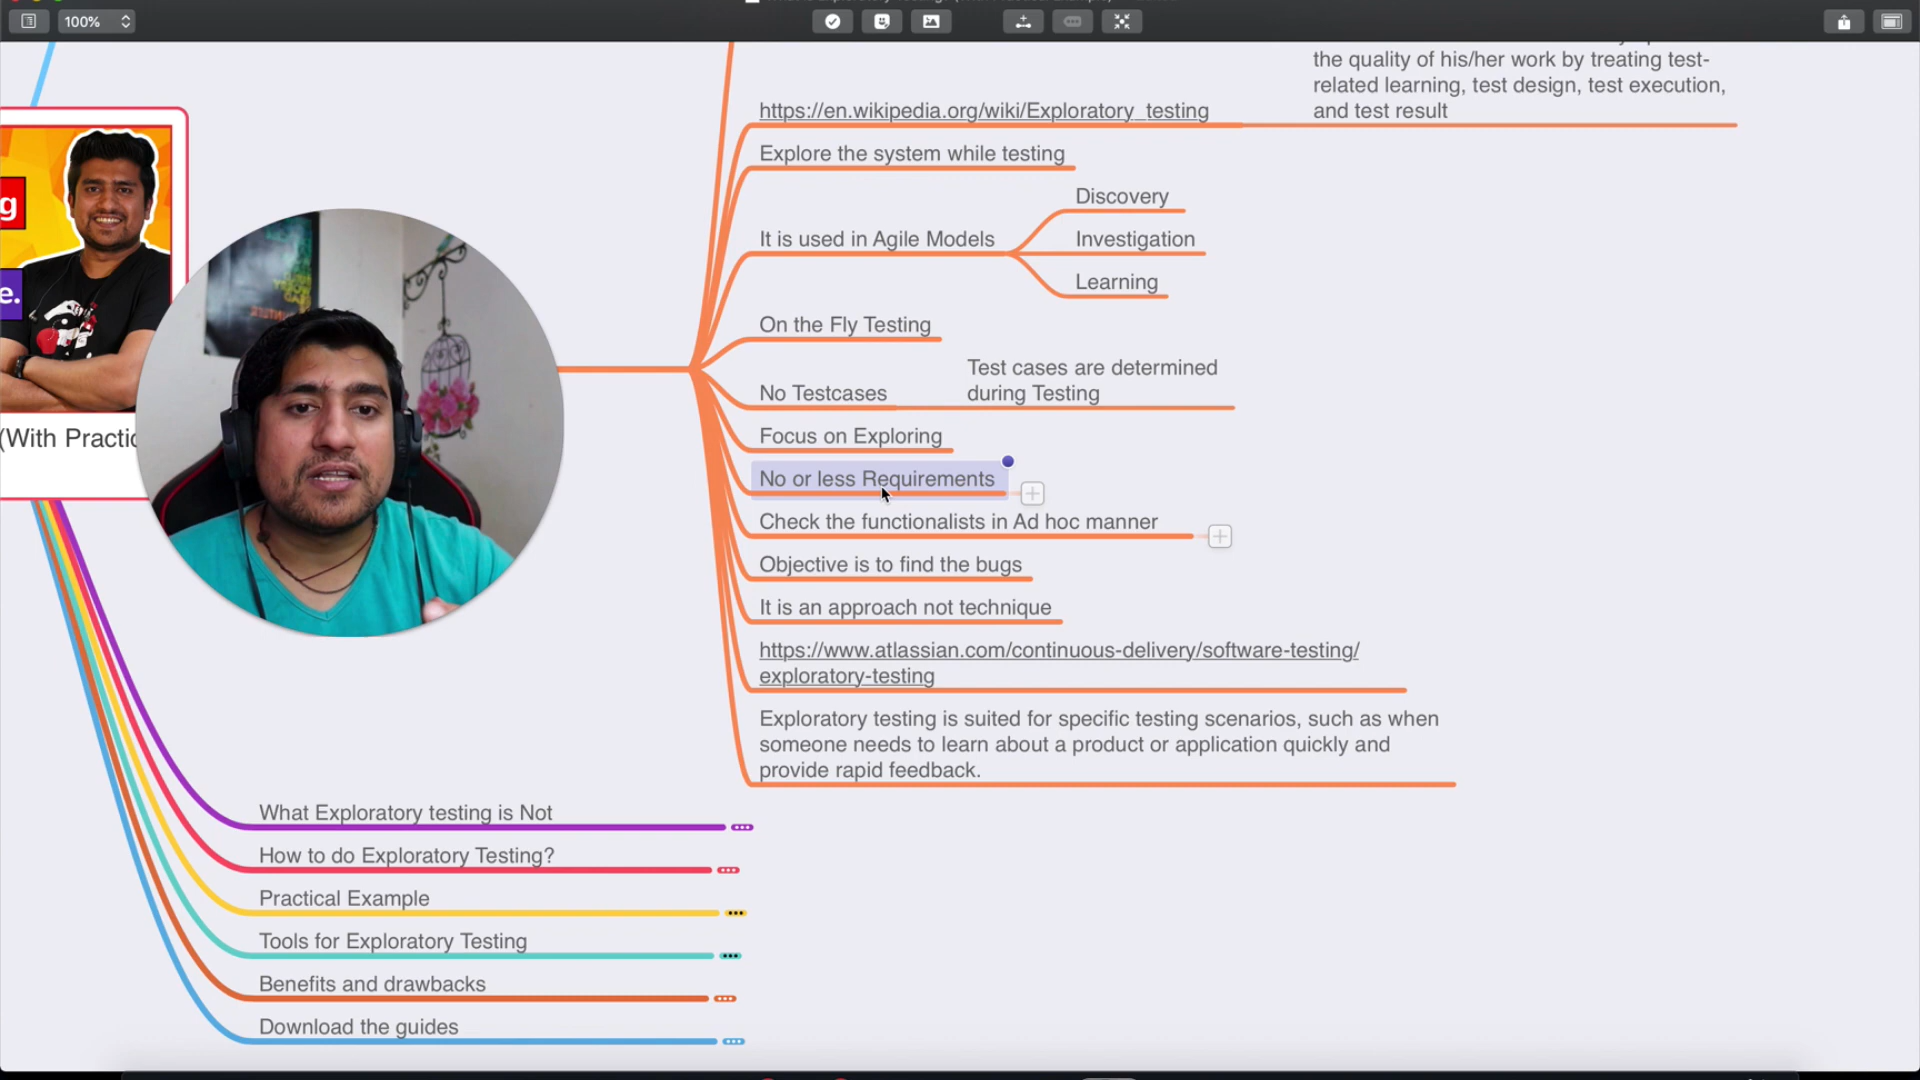 100%
the quality of his/her work by treating test-
related learning, test design, test execution,
and test result
https://en.wikipedia.org/wiki/Exploratory_testing
Explore the system while testing
Discovery
It is used in Agile Models
Investigation
Learning
On the Fly Testing
Test cases are determined
during Testing
No Testcases
Focus on Exploring
No or less Requirements
Check the functionalists in Ad hoc manner
Objective is to find the bugs
It is an approach not technique
https://www.atlassian.com/continuous-delivery/software-testing/
exploratory-testing
Exploratory testing is suited for specific testing scenarios, such as when
someone needs to learn about a product or application quickly and
provide rapid feedback.
g
e.
(With Practic
What Exploratory testing is Not
How to do Exploratory Testing?
Practical Example
Tools for Exploratory Testing
Benefits and drawbacks
Download the guides